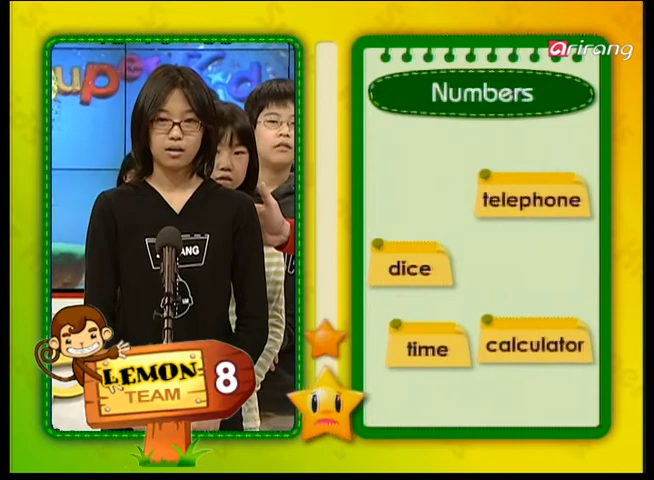 arirang
Numbers
telephone
dice
time
calculator
LEMON
TEAM
8